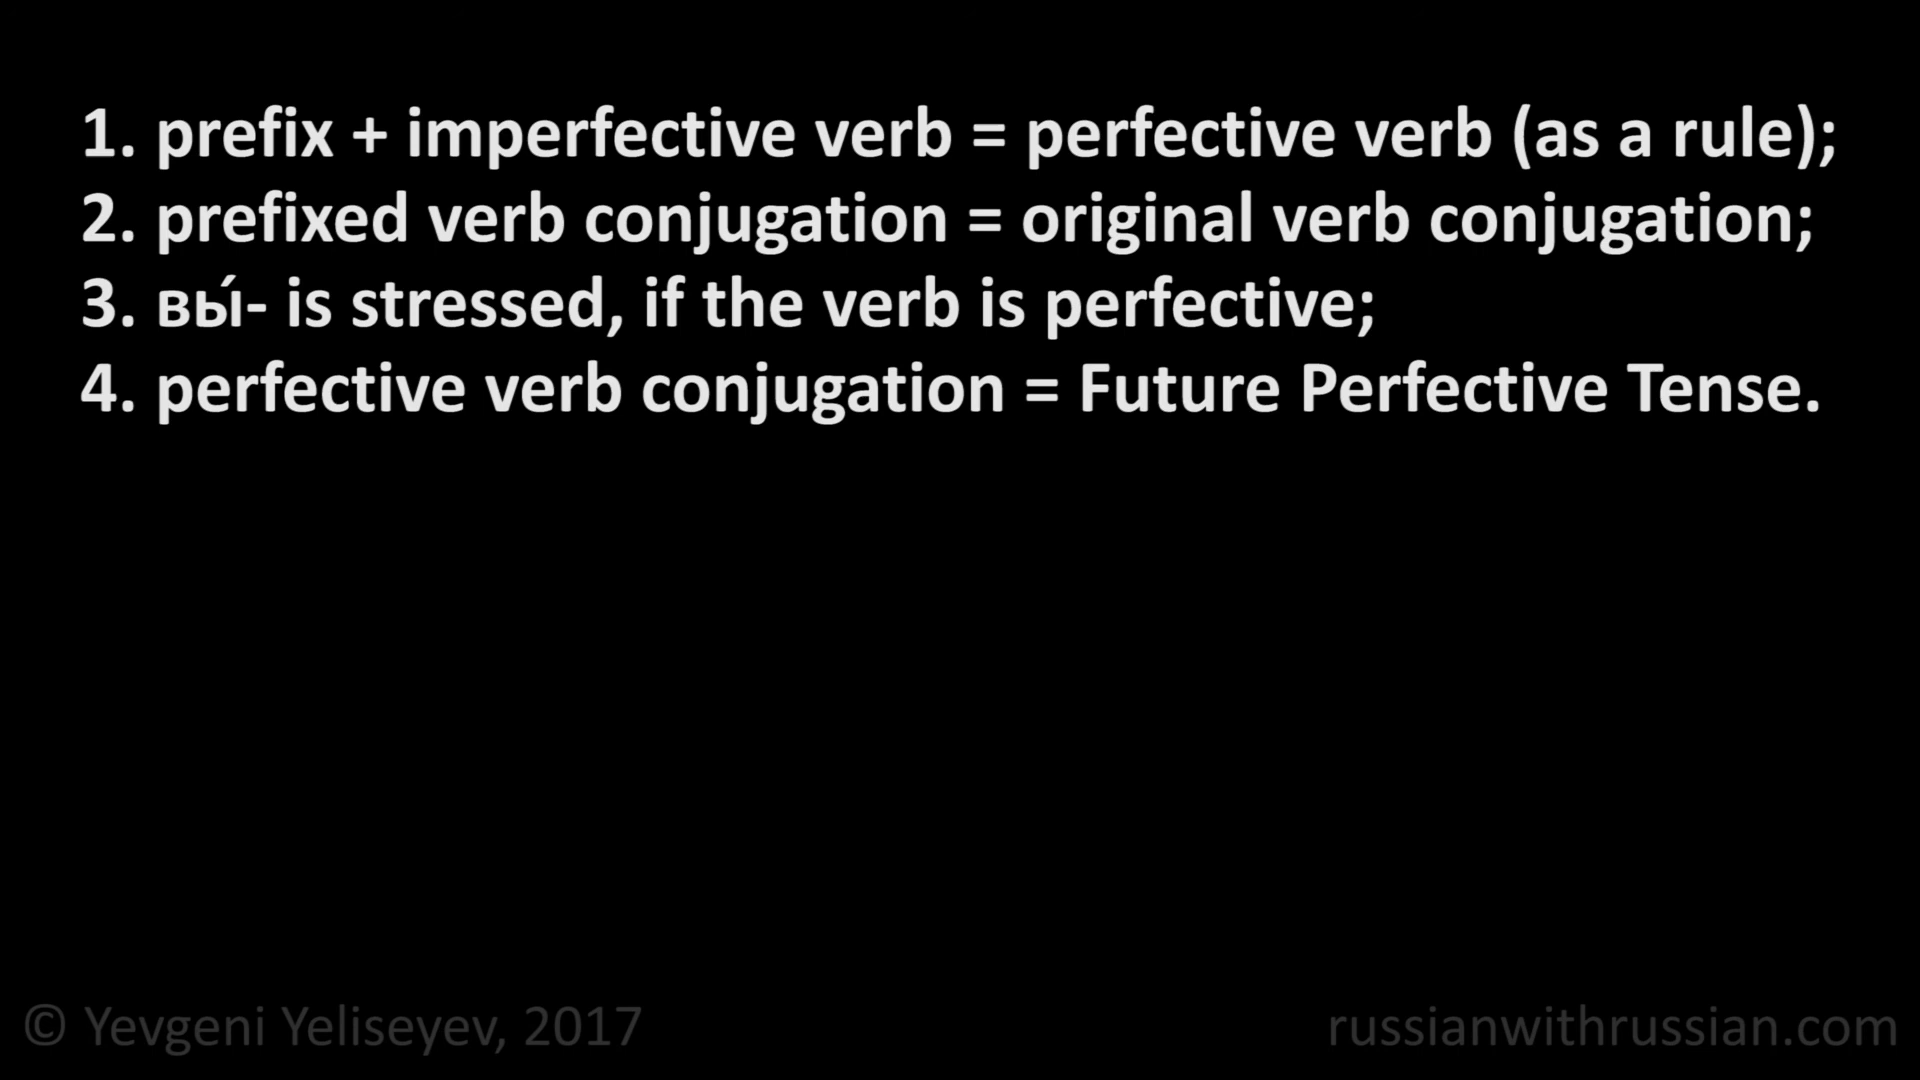 1. prefix + imperfective verb = perfective verb (as a rule);
2. prefixed verb conjugation = original verb conjugation;
3. вы́- is stressed, if the verb is perfective;
4. perfective verb conjugation = Future Perfective Tense.
© Yevgeni Yeliseyev, 2017
russianwithrussian.com